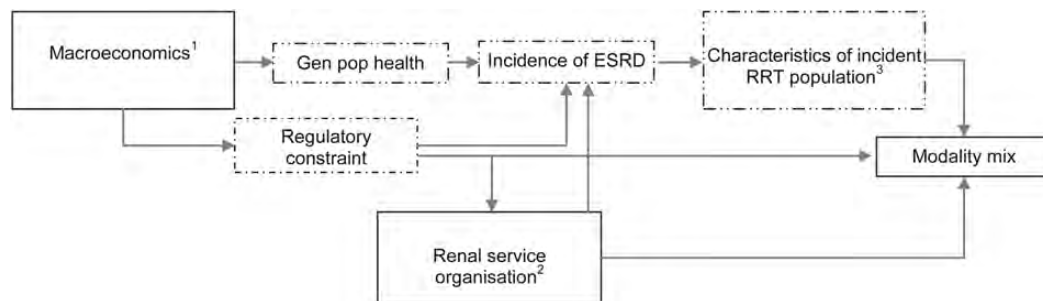 Macroeconomics¹
Gen pop health
Incidence of ESRD
Characteristics of incident
RRT population³
Regulatory
constraint
Modality mix
Renal service
organisation²